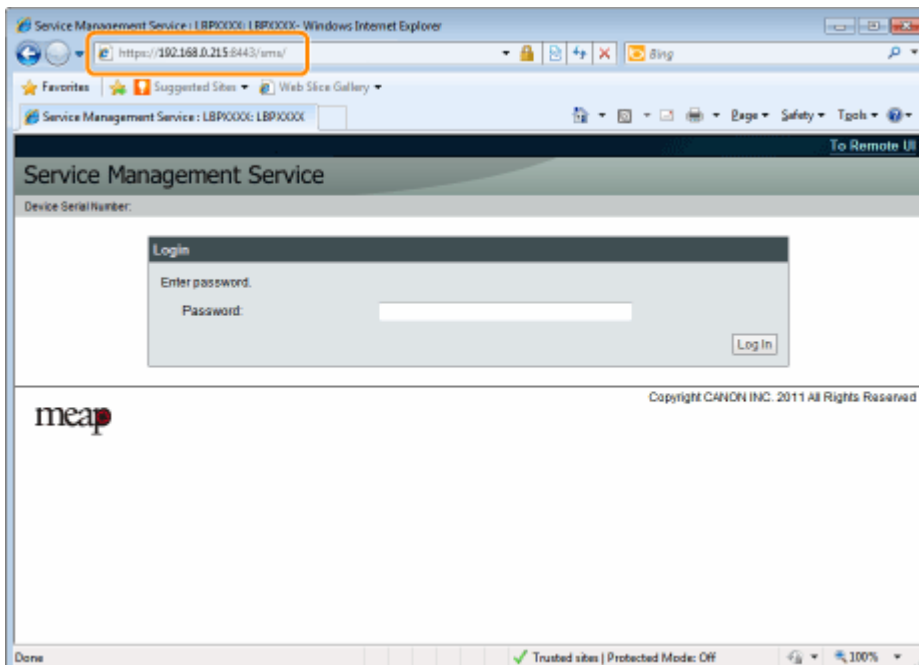 Service Management Service : LBPXXXX: LBPXXXX- Windows Internet Explorer
https://192.168.0.215:8443/sms/
Bing
Favorites Suggested Sites Web Slice Gallery
Service Management Service : LBPXXXX: LBPXXXX Page Safety Tools
To Remote UI
Service Management Service
Device Serial Number:
Login
Enter password.
Password:
Log In
Copyright CANON INC. 2011 All Rights Reserved
meap
Done Trusted sites | Protected Mode: Off 100%